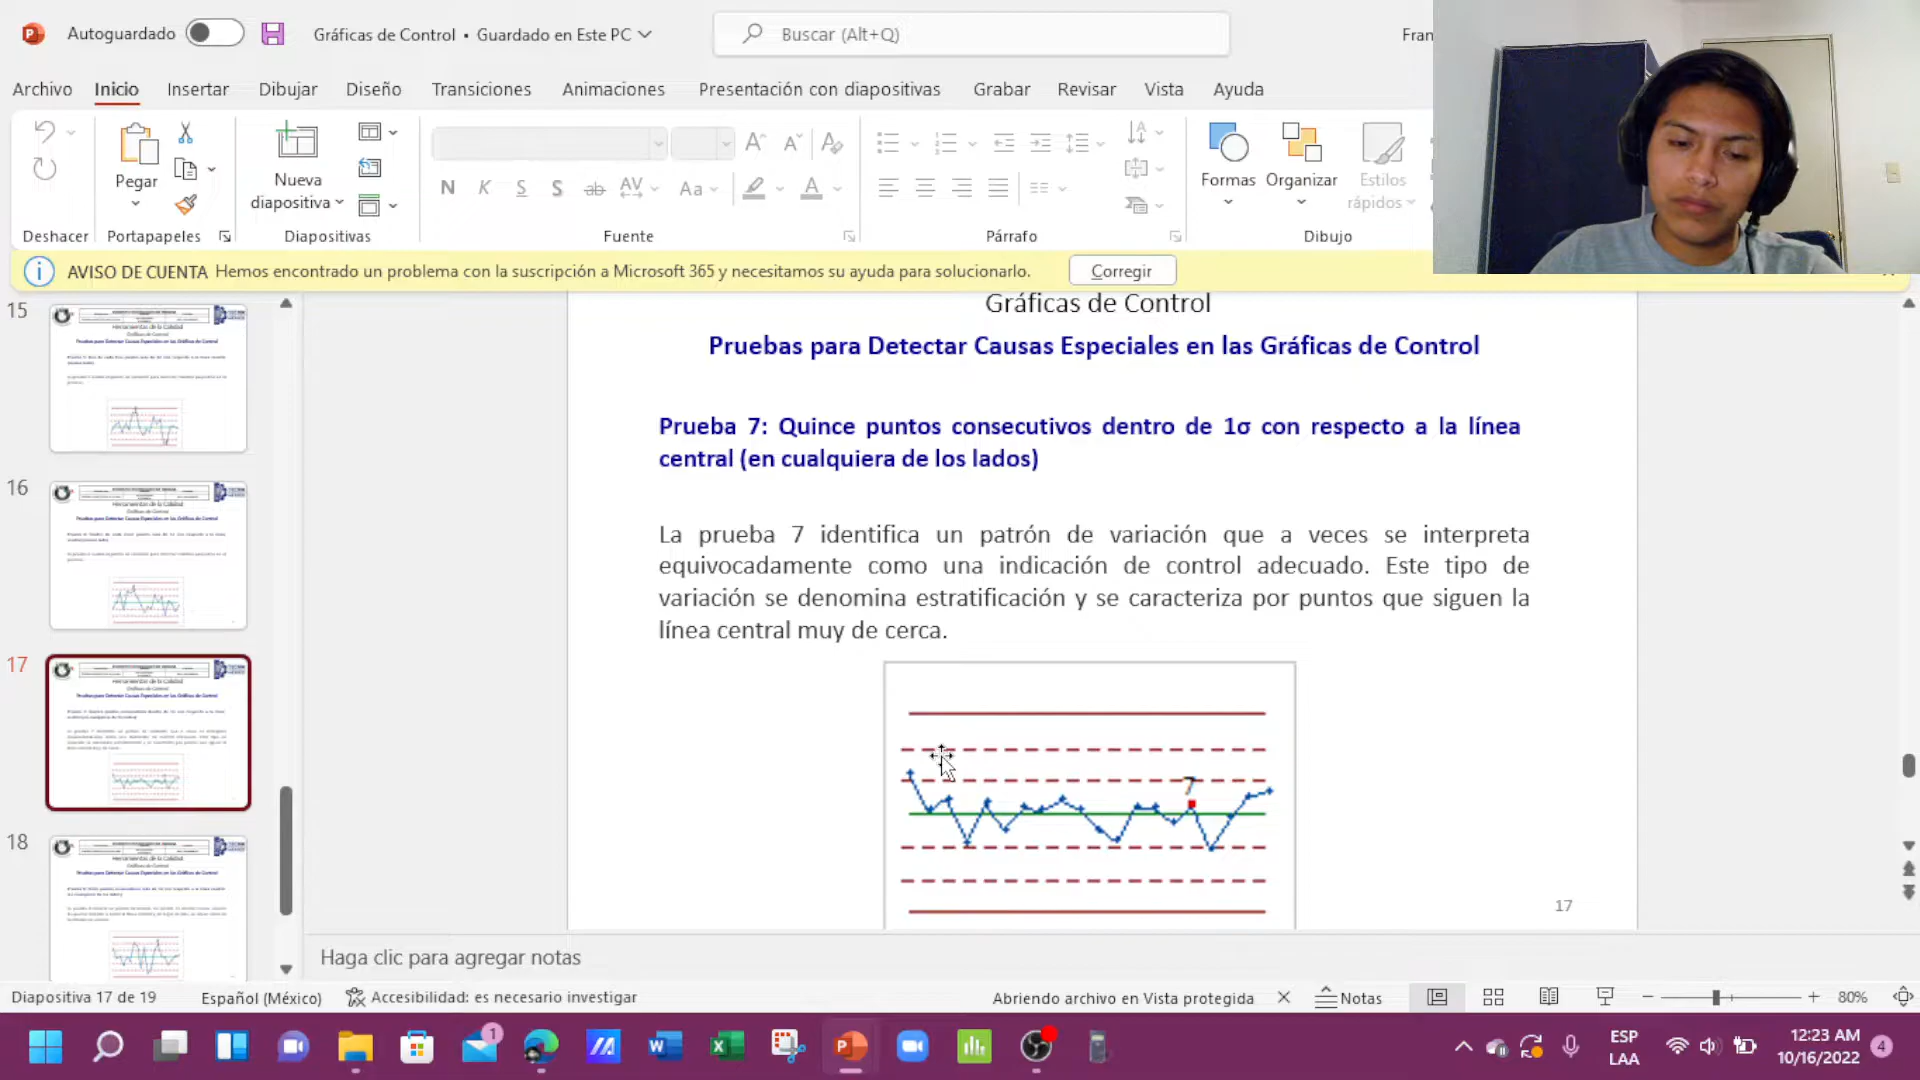 Autoguardado
Gráficas de Control • Guardado en Este PC
Buscar (Alt+Q)
Fran
Archivo Inicio Insertar Dibujar Diseño Transiciones Animaciones Presentación con diapositivas Grabar Revisar Vista Ayuda
Pegar
Nueva
diapositiva
N K S S ab AV Aa A
Formas Organizar Estilos
rápidos
Deshacer Portapapeles Diapositivas Fuente Párrafo Dibujo
AVISO DE CUENTA Hemos encontrado un problema con la suscripción a Microsoft 365 y necesitamos su ayuda para solucionarlo. Corregir
15
16
17
18
Gráficas de Control
Pruebas para Detectar Causas Especiales en las Gráficas de Control
Prueba 7: Quince puntos consecutivos dentro de 1σ con respecto a la línea
central (en cualquiera de los lados)
La prueba 7 identifica un patrón de variación que a veces se interpreta
equivocadamente como una indicación de control adecuado. Este tipo de
variación se denomina estratificación y se caracteriza por puntos que siguen la
línea central muy de cerca.
7
17
Haga clic para agregar notas
Diapositiva 17 de 19 Español (México) Accesibilidad: es necesario investigar Abriendo archivo en Vista protegida Notas 80%
1
ESP
LAA
12:23 AM
10/16/2022
4